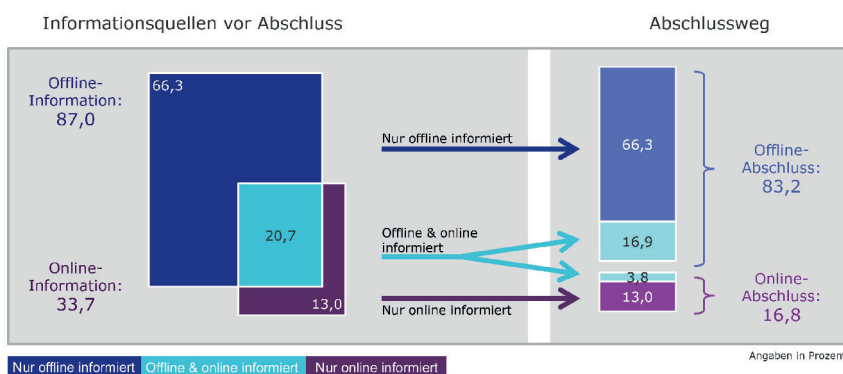 Informationsquellen vor Abschluss
Abschlussweg
Offline-
Information:
87,0
66,3
20,7
13,0
Online-
Information:
33,7
Nur offline informiert
Offline & online
informiert
Nur online informiert
66,3
16,9
3,8
13,0
Offline-
Abschluss:
83,2
Online-
Abschluss:
16,8
Angaben in Prozent
Nur offline informiert
Offline & online informiert
Nur online informiert